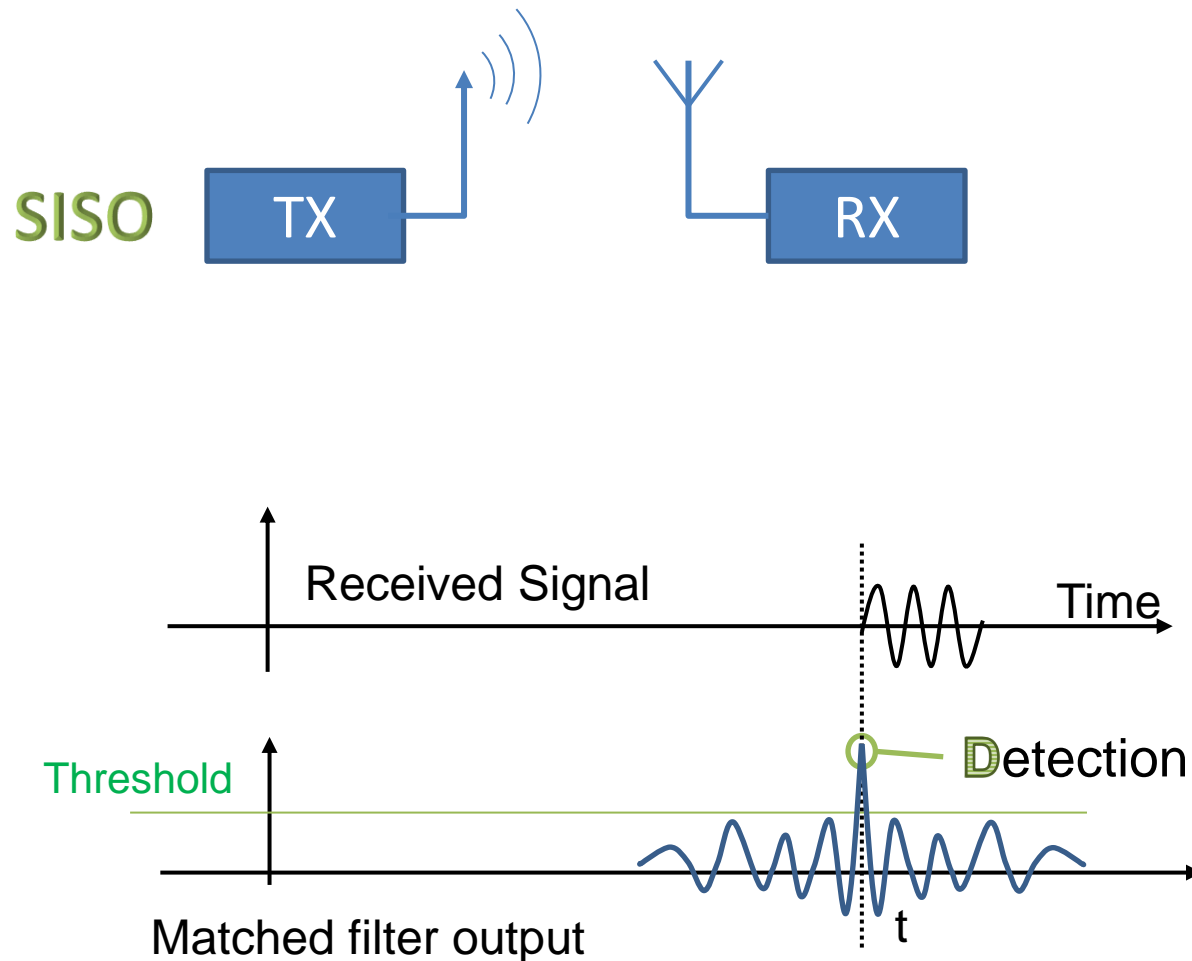 SISO
TX
RX
Received Signal
Time
Threshold
Detection
t
Matched filter output